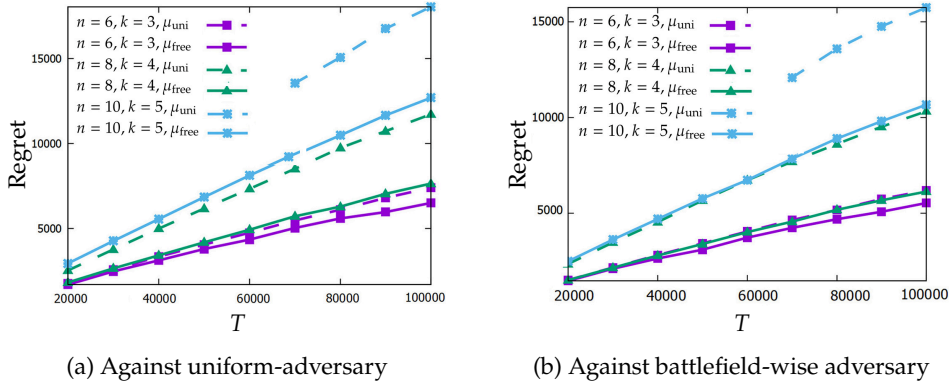 n = 6, k = 3, μuni
n = 6, k = 3, μfree
n = 8, k = 4, μuni
n = 8, k = 4, μfree
n = 10, k = 5, μuni
n = 10, k = 5, μfree
Regret
15000
10000
5000
20000 40000 60000 80000 100000
T
(a) Against uniform-adversary
n = 6, k = 3, μuni
n = 6, k = 3, μfree
n = 8, k = 4, μuni
n = 8, k = 4, μfree
n = 10, k = 5, μuni
n = 10, k = 5, μfree
Regret
15000
10000
5000
20000 40000 60000 80000 100000
T
(b) Against battlefield-wise adversary